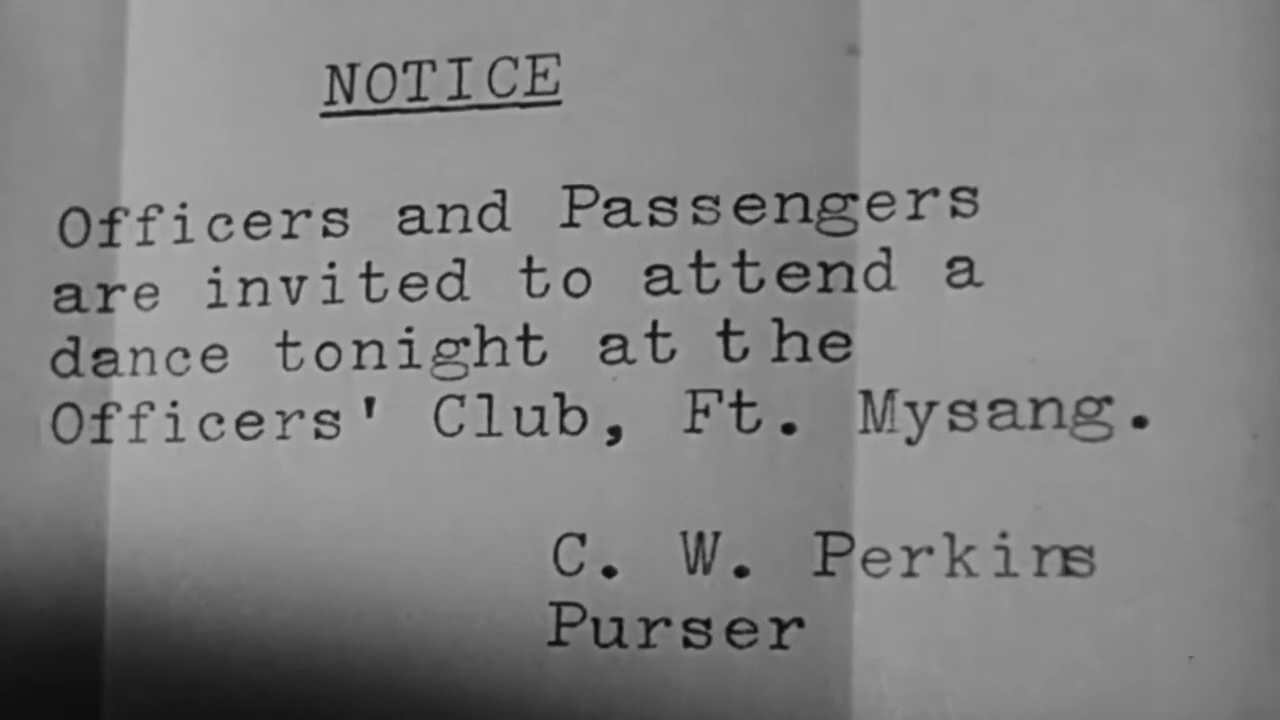 NOTICE
Officers and Passengers
are invited to attend a
dance tonight at the
Officers' Club, Ft. Mysang.
C. W. Perkins
Purser